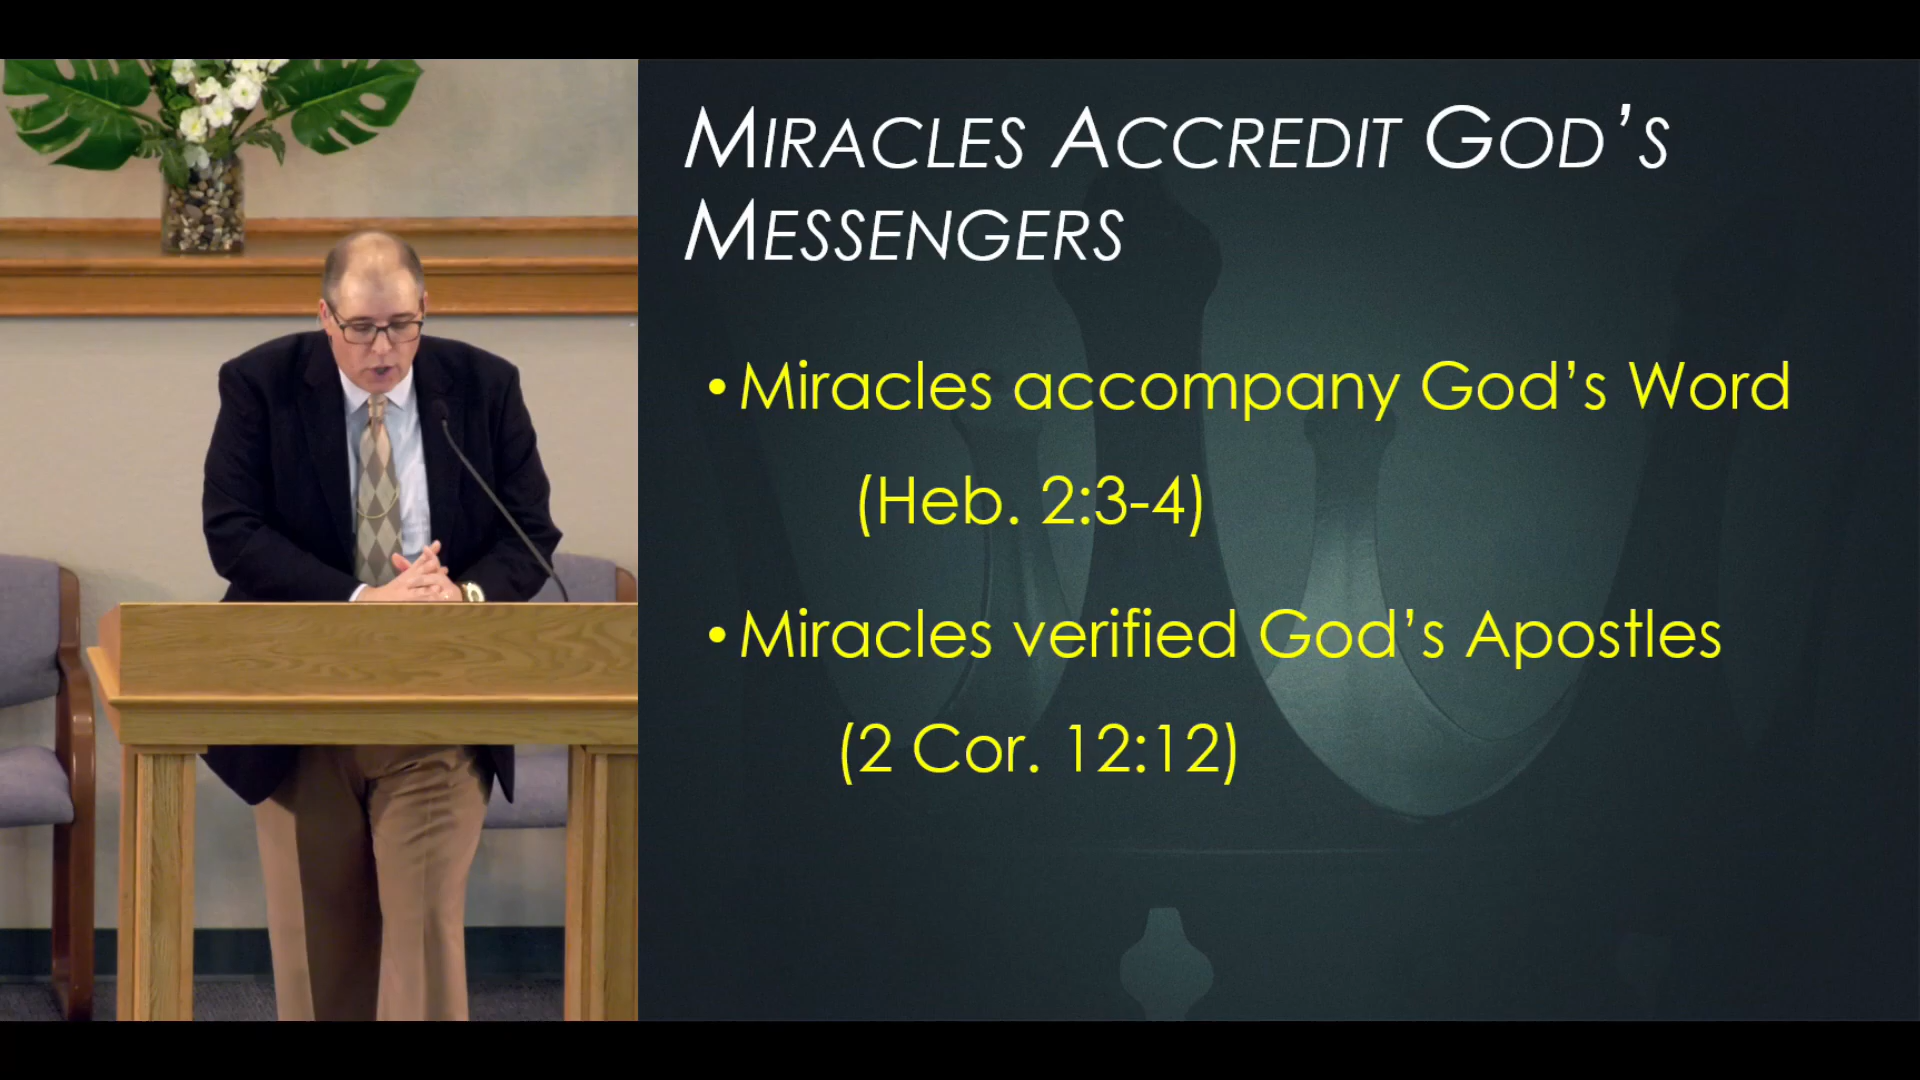 Miracles Accredit God’s
Messengers
•Miracles accompany God’s Word
(Heb. 2:3-4)
•Miracles verified God’s Apostles
(2 Cor. 12:12)